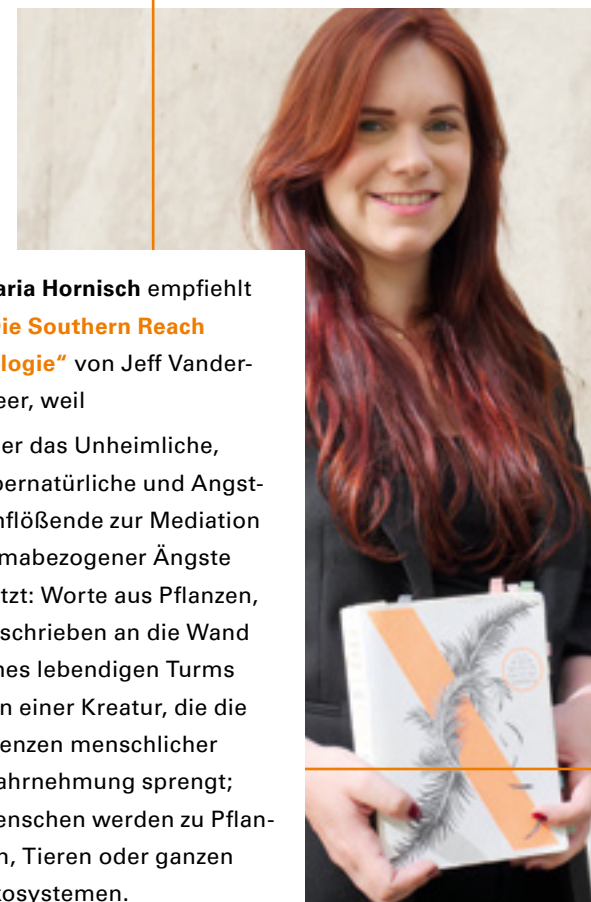 aria Hornisch empfiehlt
ie Southern Reach
logie“ von Jeff Vander-
eer, weil
er das Unheimliche,
bernatürliche und Angst-
nflößende zur Mediation
mabezogener Ängste
tzt: Worte aus Pflanzen,
schrieben an die Wand
nes lebendigen Turms
n einer Kreatur, die die
enzen menschlicher
ahrnehmung sprengt;
enschen werden zu Pflan-
n, Tieren oder ganzen
kosystemen.